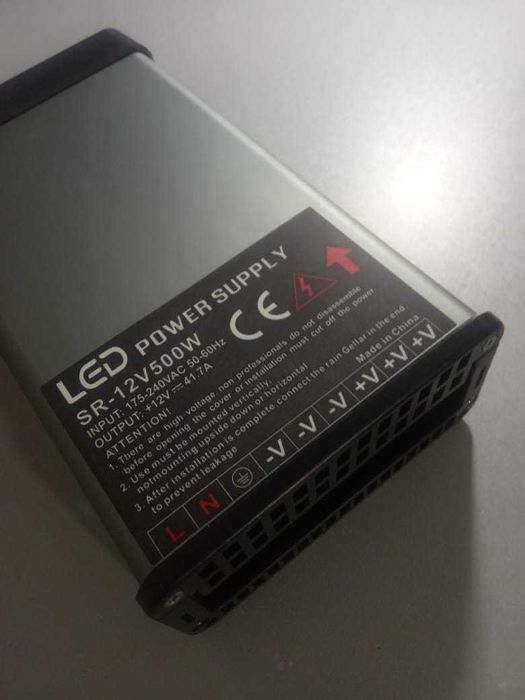 LED POWER SUPPLY
SR-12V500W
INPUT: 175-240VAC 50-60Hz
OUTPUT: +12V⎓41.7A
CE
ATTENTION!
1. There are high voltage, non professionals do not disassemble
before opening the cover or installation must cut off the power
2. Use must be mounted vertically,
notmounting upside down or horizontal
3. After installation is complete, connect the rain Gellar in the end,
to prevent leakage
Made in China
L N ⏚ -V -V -V +V +V +V